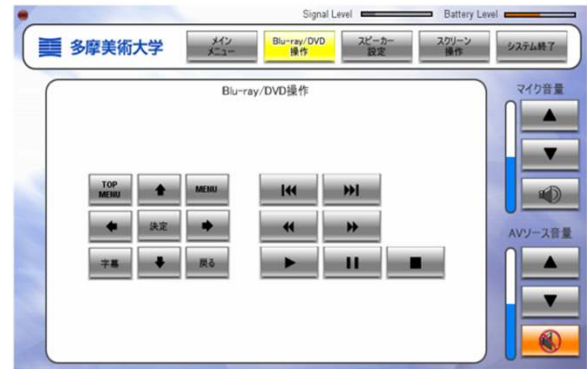 Signal Level
Battery Level
多摩美術大学
メイン
メニュー
Blu-ray/DVD
操作
スピーカー
設定
スクリーン
操作
システム終了
Blu-ray/DVD操作
マイク音量
TOP
MENU
MENU
決定
字幕
戻る
AVソース音量